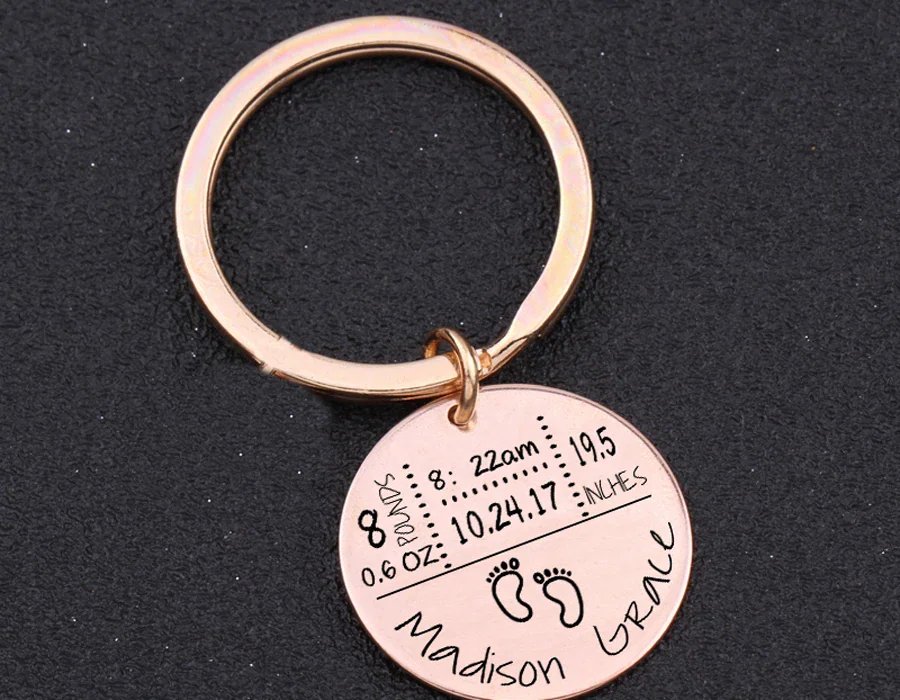 8 POUNDS
0.6 OZ
8: 22am
10.24.17
19.5
INCHES
Madison Grace